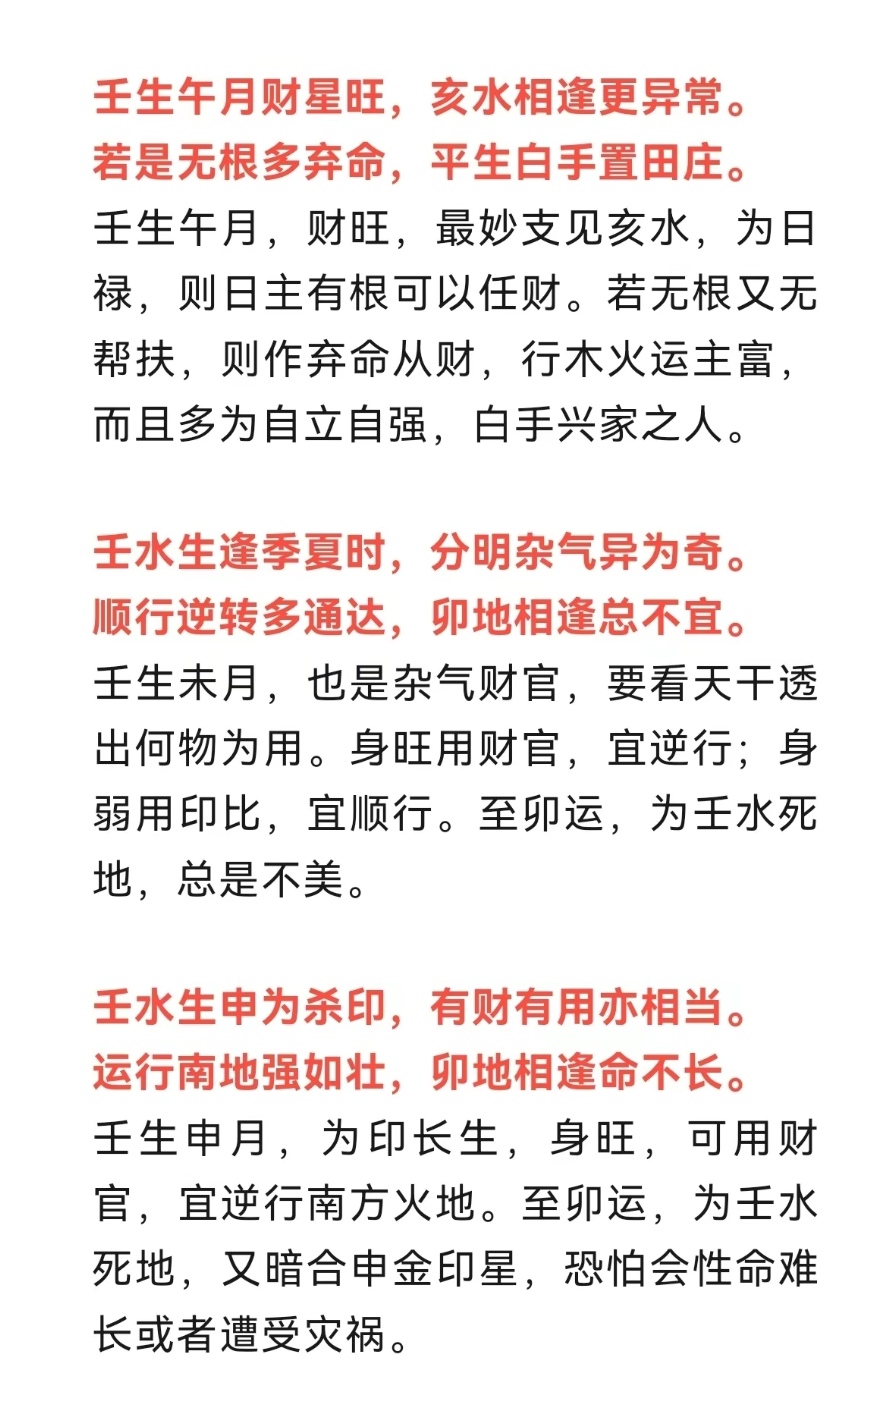 壬生午月财星旺，亥水相逢更异常。
若是无根多弃命，平生白手置田庄。
壬生午月，财旺，最妙支见亥水，为日
禄，则日主有根可以任财。若无根又无
帮扶，则作弃命从财，行木火运主富，
而且多为自立自强，白手兴家之人。
壬水生逢季夏时，分明杂气异为奇。
顺行逆转多通达，卯地相逢总不宜。
壬生未月，也是杂气财官，要看天干透
出何物为用。身旺用财官，宜逆行；身
弱用印比，宜顺行。至卯运，为壬水死
地，总是不美。
壬水生申为杀印，有财有用亦相当。
运行南地强如壮，卯地相逢命不长。
壬生申月，为印长生，身旺，可用财
官，宜逆行南方火地。至卯运，为壬水
死地，又暗合申金印星，恐怕会性命难
长或者遭受灾祸。